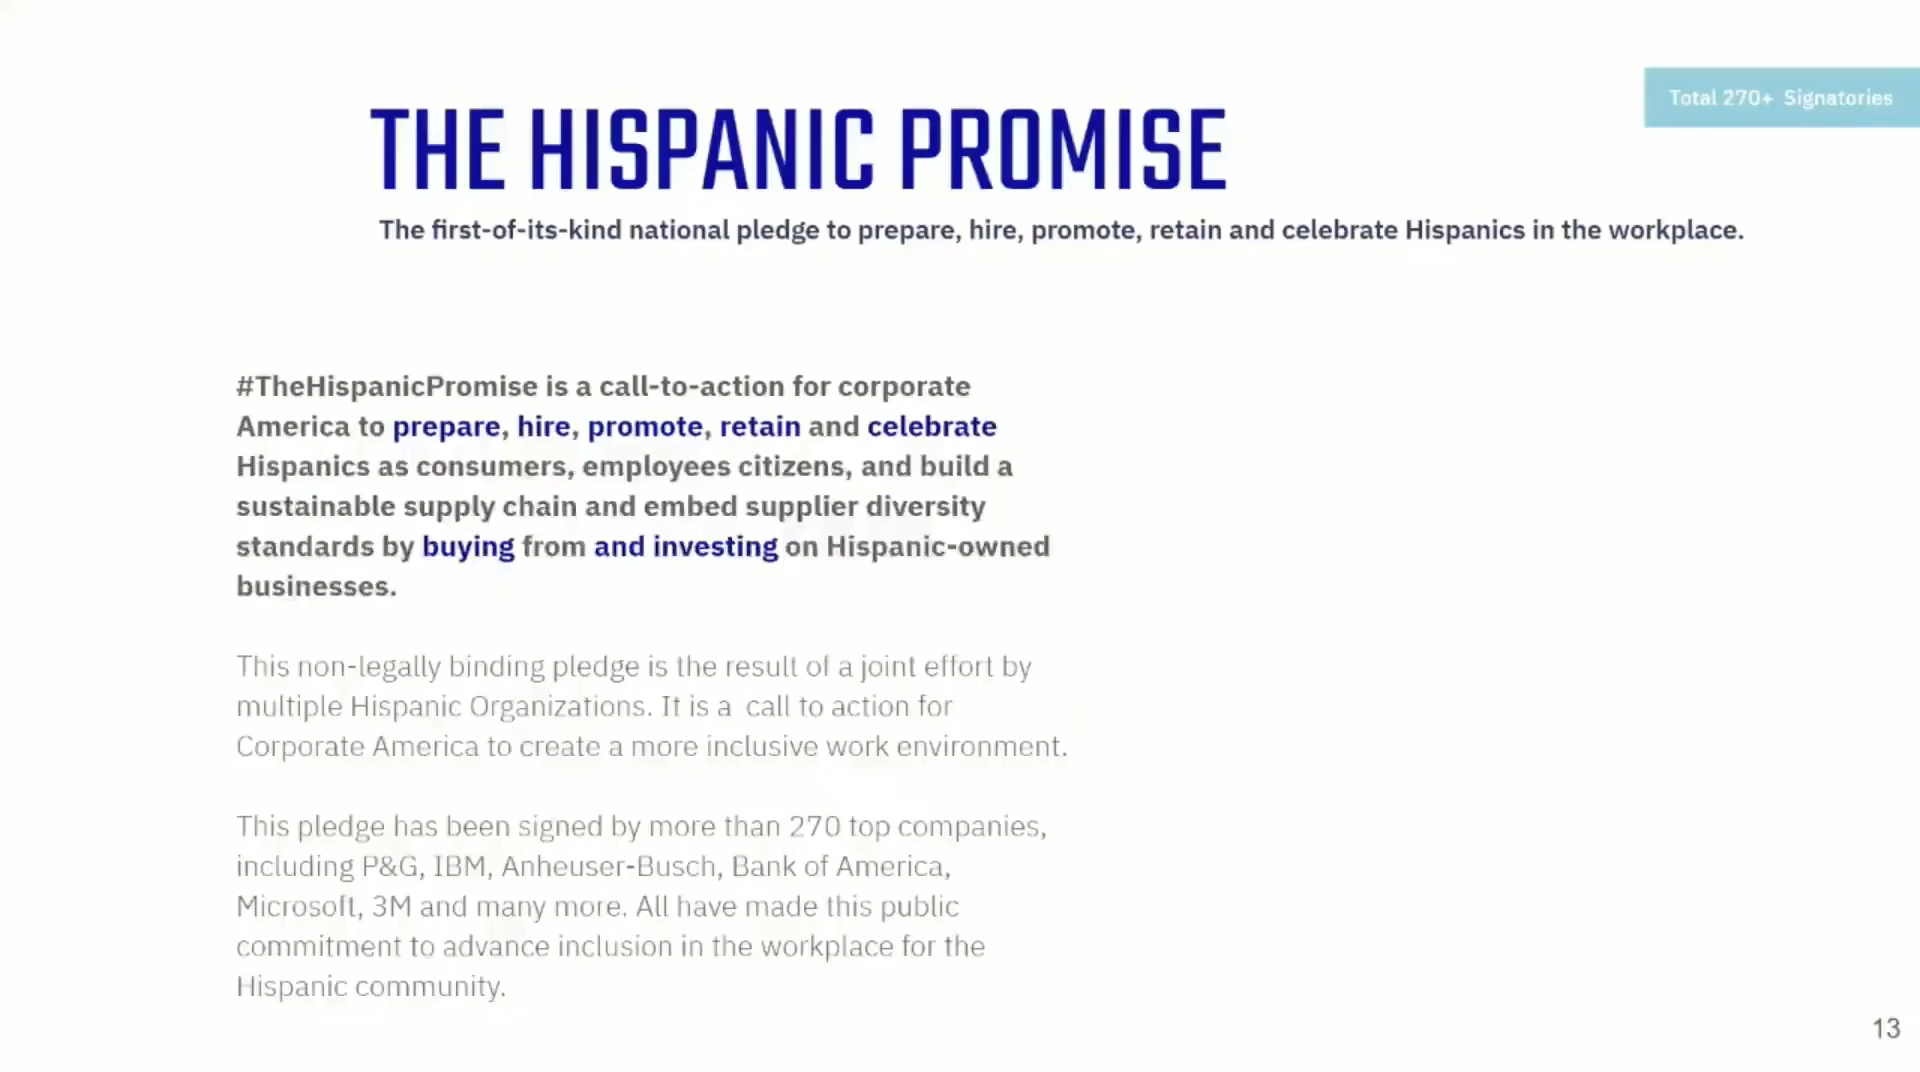 Total 270+ Signatories
THE HISPANIC PROMISE
The first-of-its-kind national pledge to prepare, hire, promote, retain and celebrate Hispanics in the workplace.
#TheHispanicPromise is a call-to-action for corporate
America to prepare, hire, promote, retain and celebrate
Hispanics as consumers, employees citizens, and build a
sustainable supply chain and embed supplier diversity
standards by buying from and investing on Hispanic-owned
businesses.
This non-legally binding pledge is the result of a joint effort by
multiple Hispanic Organizations. It is a call to action for
Corporate America to create a more inclusive work environment.
This pledge has been signed by more than 270 top companies,
including P&G, IBM, Anheuser-Busch, Bank of America,
Microsoft, 3M and many more. All have made this public
commitment to advance inclusion in the workplace for the
Hispanic community.
13